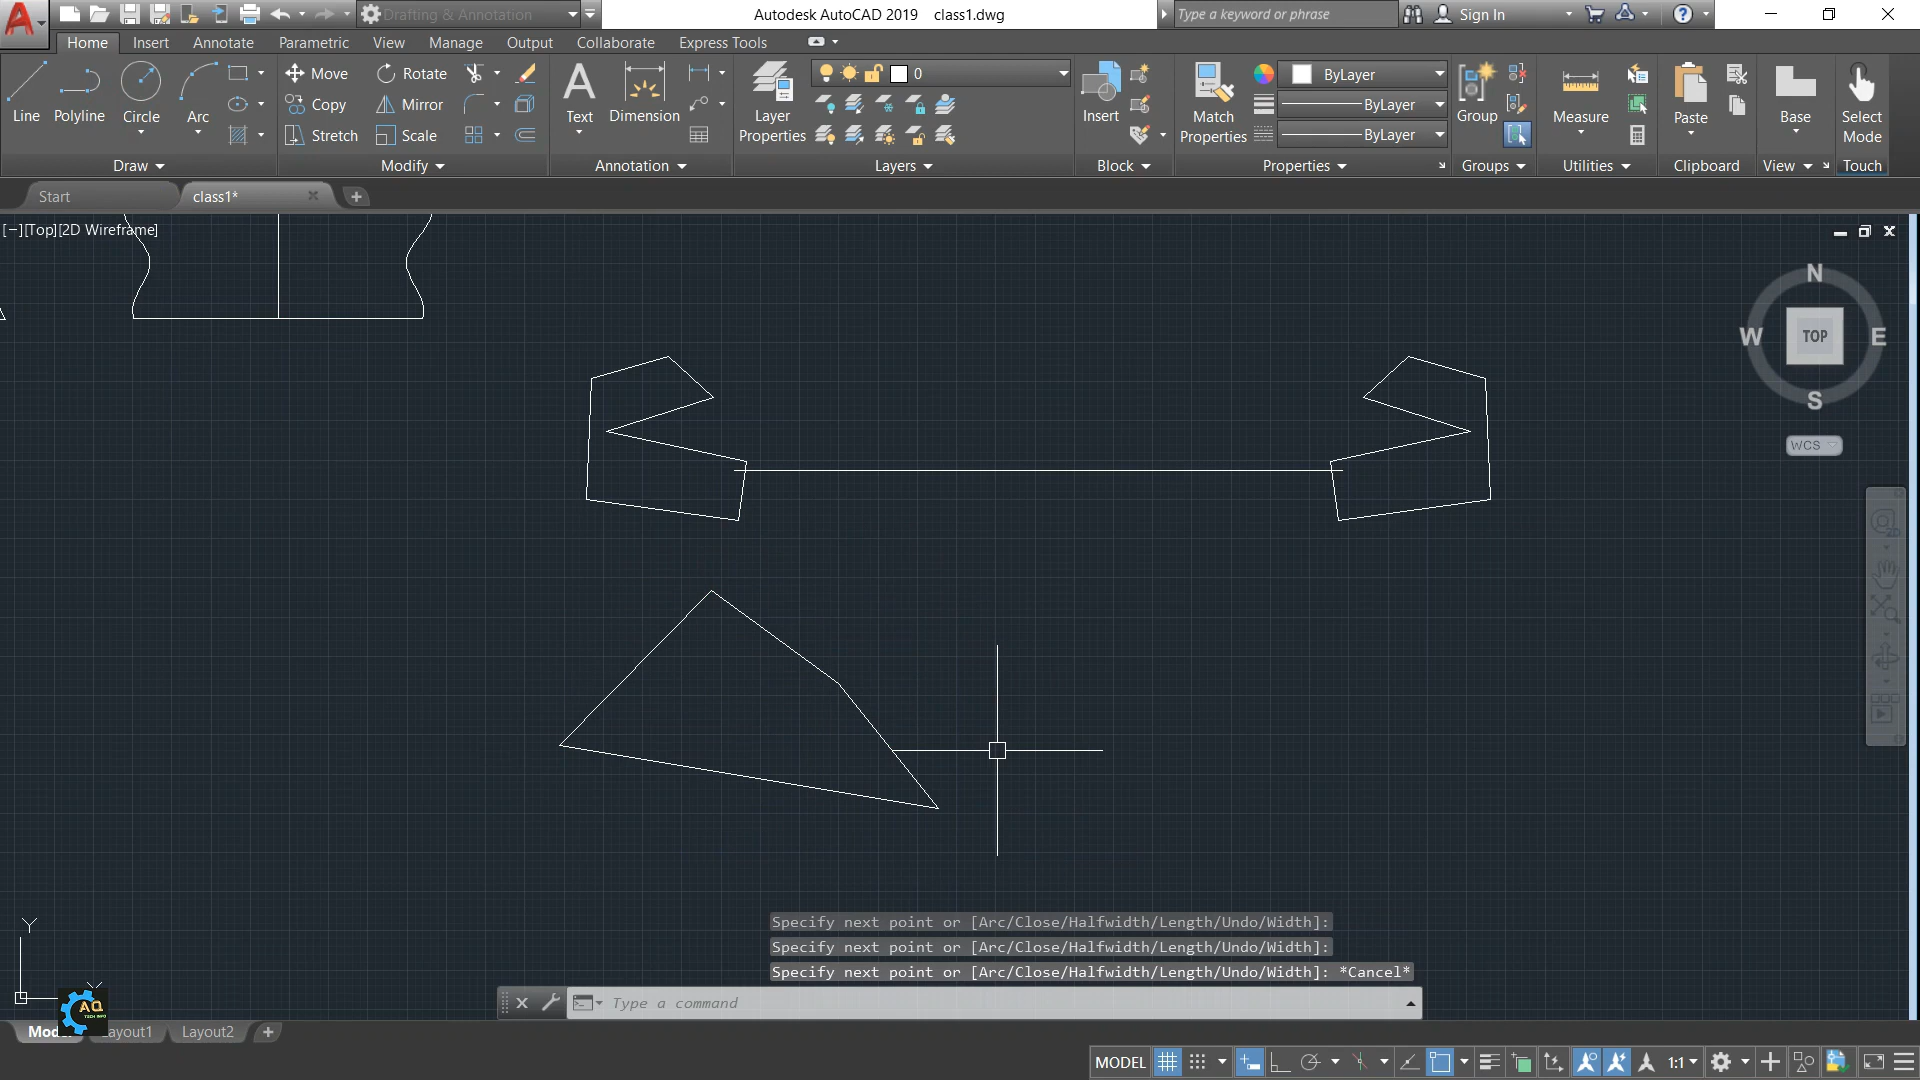 Drafting & Annotation
Autodesk AutoCAD 2019 class1.dwg
Type a keyword or phrase
Sign In
Home Insert Annotate Parametric View Manage Output Collaborate Express Tools
Line Polyline Circle Arc
Move Rotate
Copy Mirror
Stretch Scale
Text Dimension
Layer Properties
0
Insert
Match Properties
ByLayer
ByLayer
ByLayer
Group
Measure
Paste
Base
Select Mode
Draw Modify Annotation Layers Block Properties Groups Utilities Clipboard View Touch
Start class1*
[−][Top][2D Wireframe]
N
W TOP E
S
WCS
Y
Specify next point or [Arc/Close/Halfwidth/Length/Undo/Width]:
Specify next point or [Arc/Close/Halfwidth/Length/Undo/Width]:
Specify next point or [Arc/Close/Halfwidth/Length/Undo/Width]: *Cancel*
Type a command
AQ
TECH INFO
Layout2
MODEL 1:1